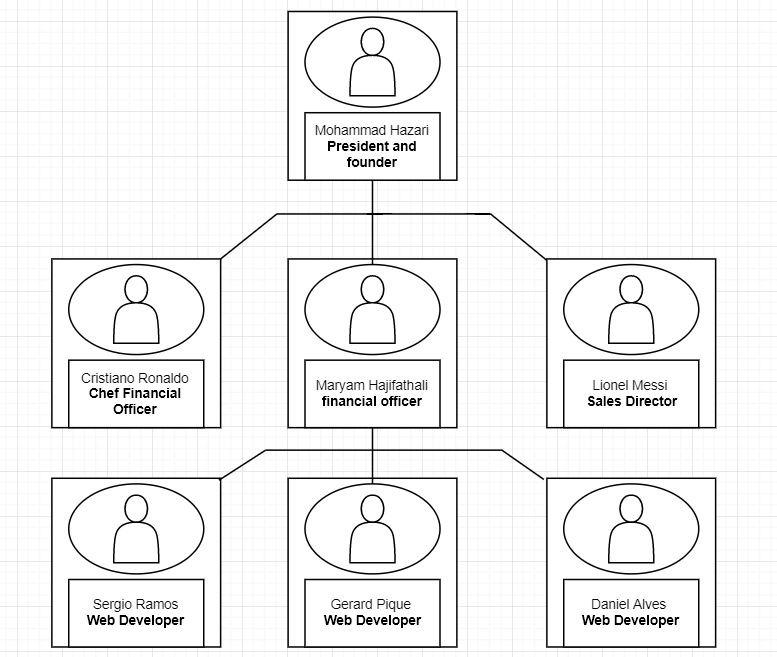 Mohammad Hazari
President and
founder
Cristiano Ronaldo
Chef Financial
Officer
Maryam Hajifathali
financial officer
Lionel Messi
Sales Director
Sergio Ramos
Web Developer
Gerard Pique
Web Developer
Daniel Alves
Web Developer